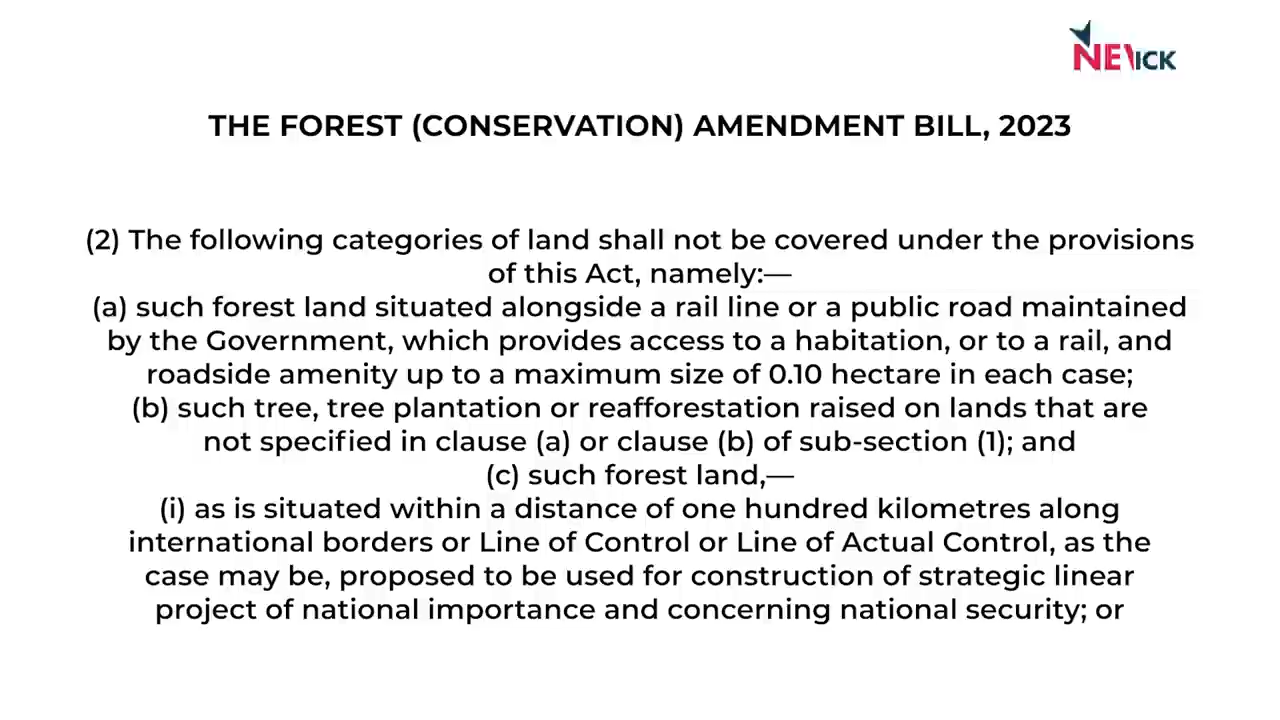 NEWICK
THE FOREST (CONSERVATION) AMENDMENT BILL, 2023
(2) The following categories of land shall not be covered under the provisions
of this Act, namely:—
(a) such forest land situated alongside a rail line or a public road maintained
by the Government, which provides access to a habitation, or to a rail, and
roadside amenity up to a maximum size of 0.10 hectare in each case;
(b) such tree, tree plantation or reafforestation raised on lands that are
not specified in clause (a) or clause (b) of sub-section (1); and
(c) such forest land,—
(i) as is situated within a distance of one hundred kilometres along
international borders or Line of Control or Line of Actual Control, as the
case may be, proposed to be used for construction of strategic linear
project of national importance and concerning national security; or